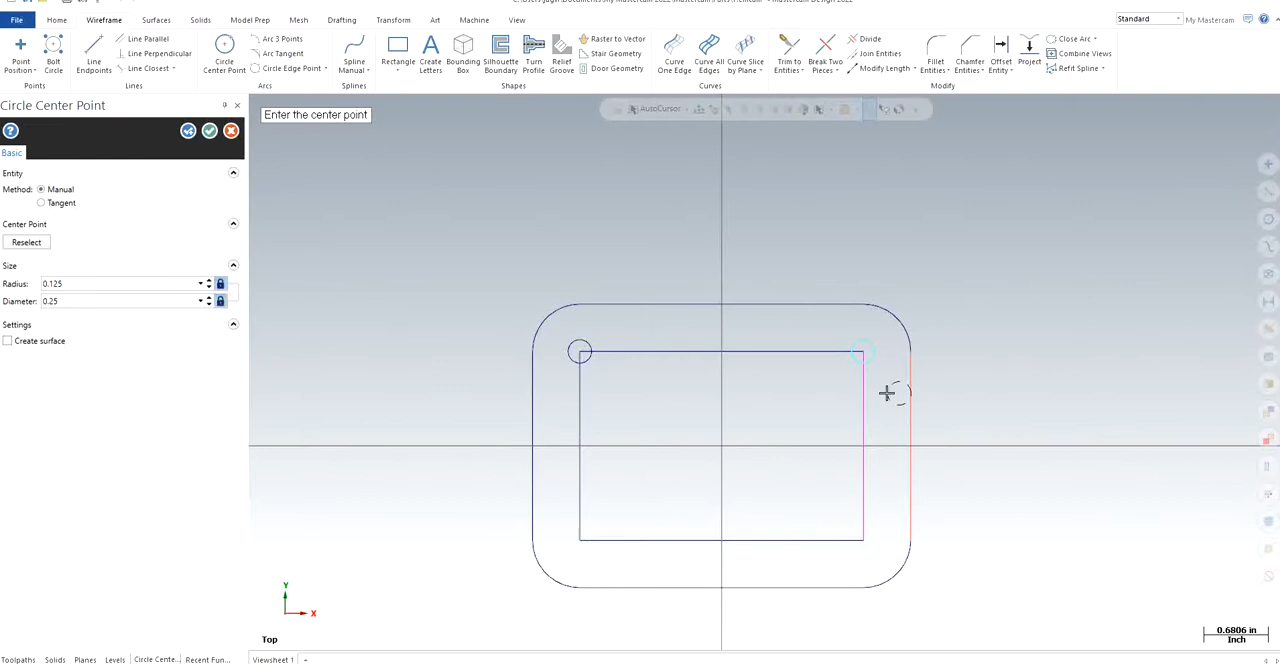 File Home Wireframe Surfaces Solids Model Prep Mesh Drafting Transform Art Machine View Standard My Mastercam
Point Position
Bolt Circle
Points
Line Endpoints
Line Parallel
Line Perpendicular
Line Closest
Lines
Circle Center Point
Arc 3 Points
Arc Tangent
Circle Edge Point
Arcs
Spline Manual
Splines
Rectangle
Create Letters
Bounding Box
Silhouette Boundary
Turn Profile
Relief Groove
Raster to Vector
Stair Geometry
Door Geometry
Shapes
Curve One Edge
Curve All Edges
Curve Slice by Plane
Curves
Trim to Entities
Break Two Pieces
Divide
Join Entities
Modify Length
Fillet Entities
Chamfer Entities
Offset Entity
Project
Close Arc
Combine Views
Refit Spline
Modify
Circle Center Point
Basic
Entity
Method: Manual
Tangent
Center Point
Reselect
Size
Radius: 0.125
Diameter: 0.25
Settings
Create surface
Enter the center point
AutoCursor
Y
X
Top
0.6806 in
Inch
Toolpaths Solids Planes Levels Circle Cente... Recent Fun... Viewsheet 1 +